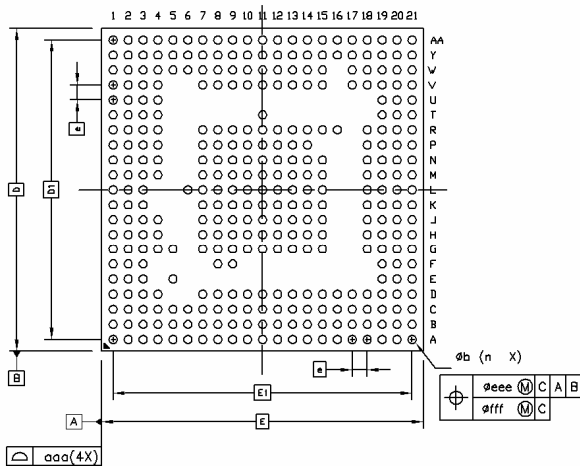 1 2 3 4 5 6 7 8 9 10 11 12 13 14 15 16 17 18 19 20 21
AA
Y
W
V
U
T
R
P
N
M
L
K
J
H
G
F
E
D
C
B
A
e
D
D1
B
e
E1
A
E
aaa(4X)
øb (n X)
øeee Ⓜ C A B
øfff Ⓜ C